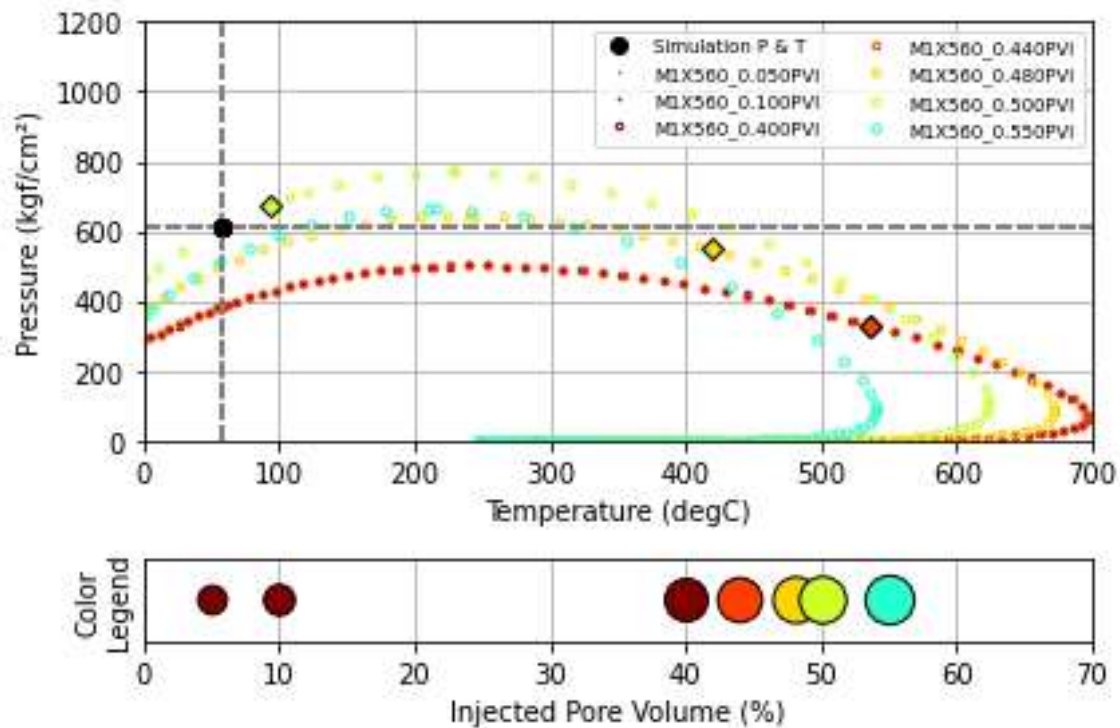 1200
1000
800
600
400
200
0
Pressure (kgf/cm²)
Simulation P & T
M1X560_0.050PVI
M1X560_0.100PVI
M1X560_0.400PVI
M1X560_0.440PVI
M1X560_0.480PVI
M1X560_0.500PVI
M1X560_0.550PVI
0 100 200 300 400 500 600 700
Temperature (degC)
Color
Legend
0 10 20 30 40 50 60 70
Injected Pore Volume (%)